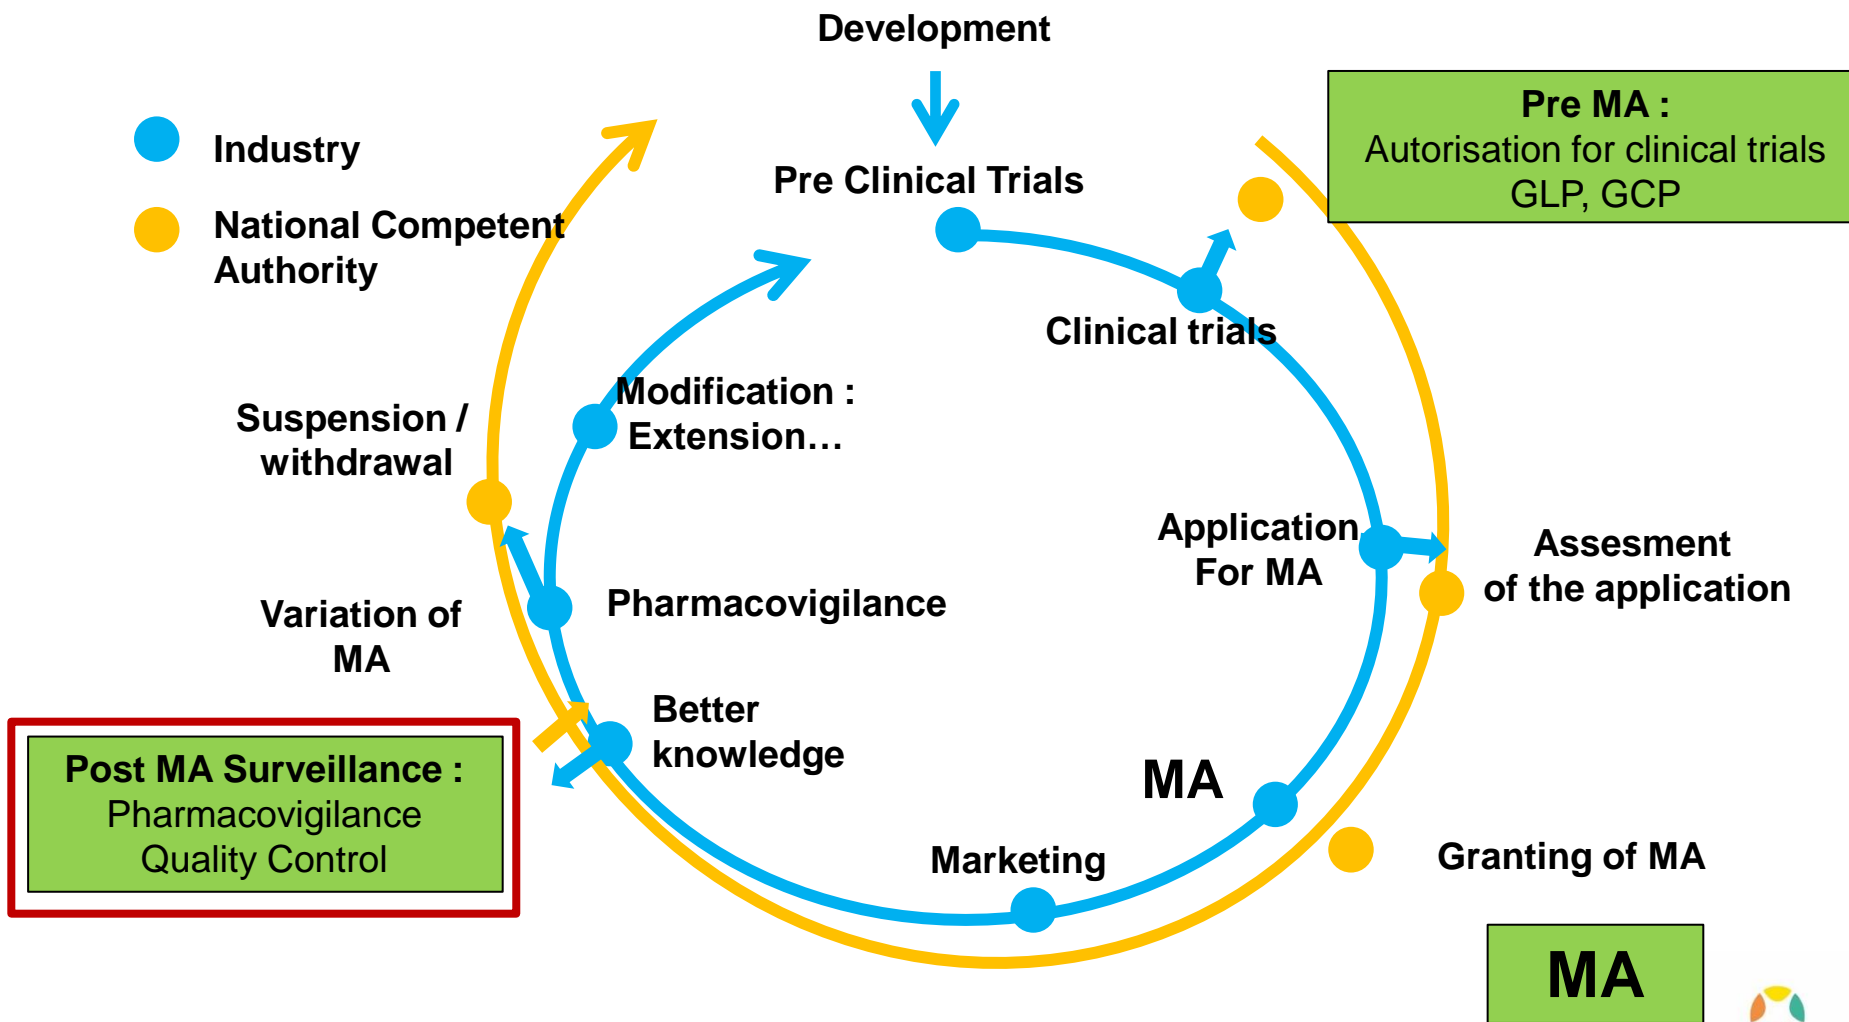 Development
Industry
National Competent
Authority
Pre Clinical Trials
Pre MA :
Autorisation for clinical trials
GLP, GCP
Clinical trials
Modification :
Extension…
Suspension /
withdrawal
Application
For MA
Assesment
of the application
Pharmacovigilance
Variation of
MA
Better
knowledge
Post MA Surveillance :
Pharmacovigilance
Quality Control
MA
Marketing
Granting of MA
MA